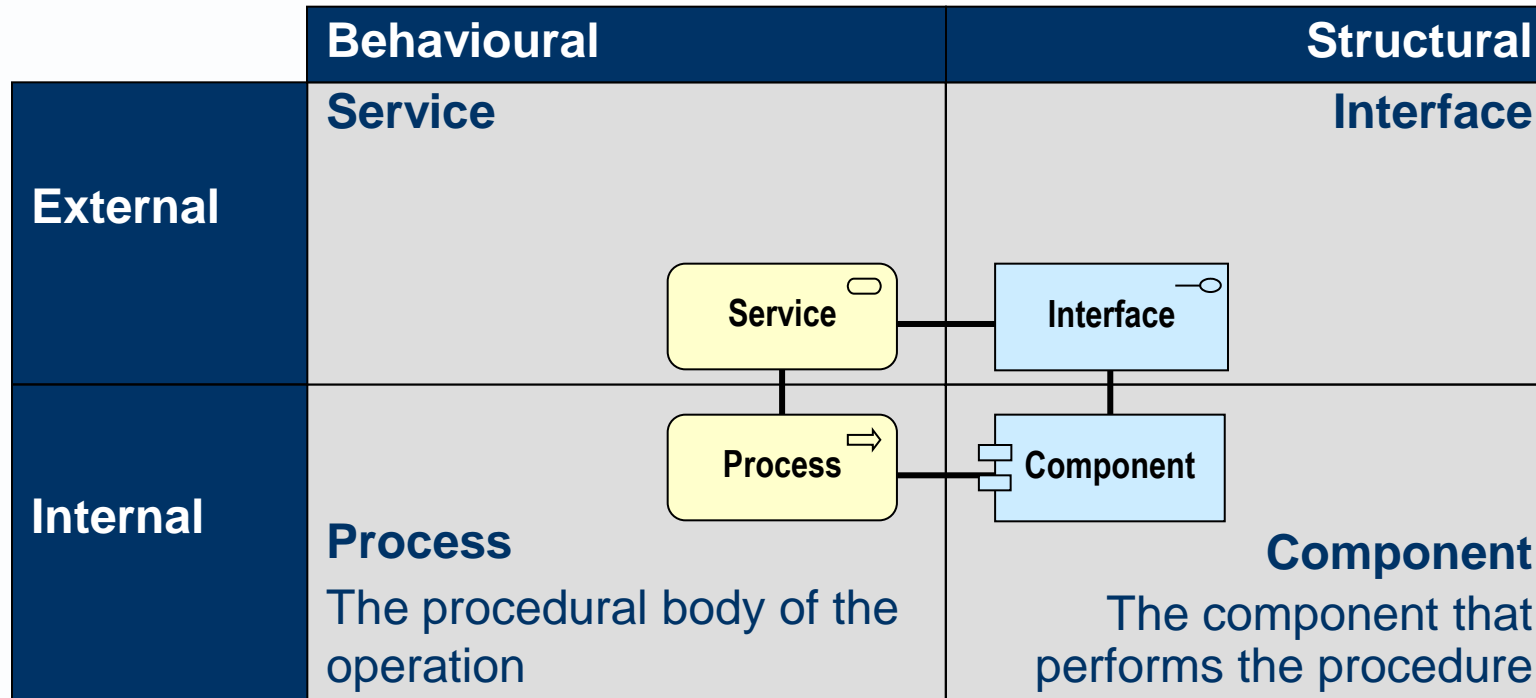 Behavioural
Structural
External
Service
Interface
Service
Interface
Internal
Process
Component
Process
The procedural body of the
operation
Component
The component that
performs the procedure